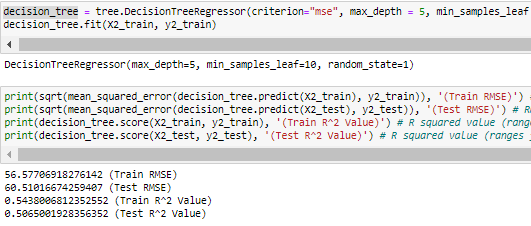 decision_tree = tree.DecisionTreeRegressor(criterion="mse", max_depth = 5, min_samples_leaf
decision_tree.fit(X2_train, y2_train)
DecisionTreeRegressor(max_depth=5, min_samples_leaf=10, random_state=1)
print(sqrt(mean_squared_error(decision_tree.predict(X2_train), y2_train)), '(Train RMSE)')
print(sqrt(mean_squared_error(decision_tree.predict(X2_test), y2_test)), '(Test RMSE)') # R
print(decision_tree.score(X2_train, y2_train), '(Train R^2 Value)') # R squared value (rang
print(decision_tree.score(X2_test, y2_test), '(Test R^2 Value)') # R squared value (ranges
56.57706918276142 (Train RMSE)
60.51016674259407 (Test RMSE)
0.5438006812352552 (Train R^2 Value)
0.5065001928356352 (Test R^2 Value)